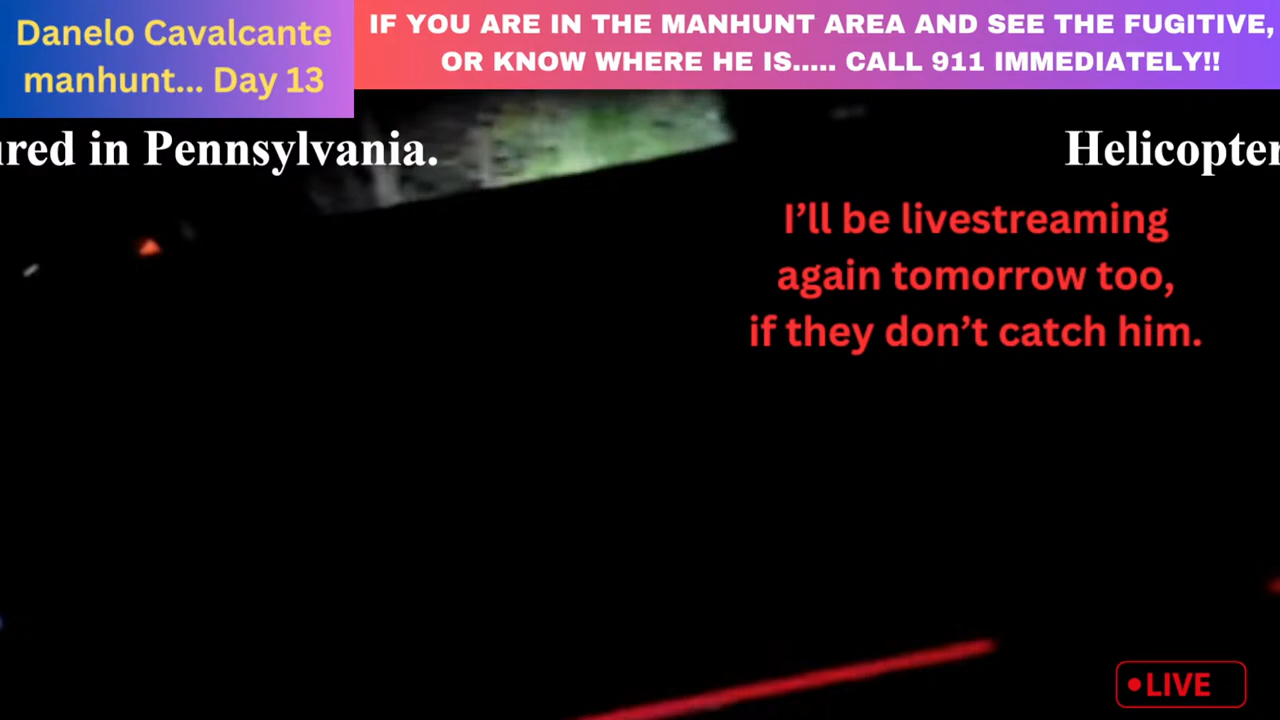 Danelo Cavalcante
manhunt... Day 13
IF YOU ARE IN THE MANHUNT AREA AND SEE THE FUGITIVE,
OR KNOW WHERE HE IS..... CALL 911 IMMEDIATELY!!
ured in Pennsylvania.
Helicopter
I'll be livestreaming
again tomorrow too,
if they don't catch him.
LIVE